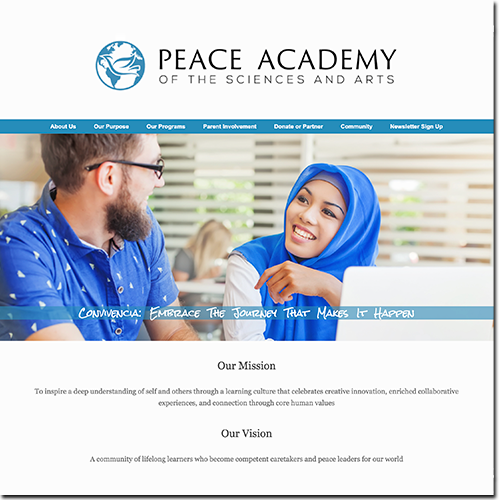 PEACE ACADEMY
OF THE SCIENCES AND ARTS
About Us Our Purpose Our Programs Parent Involvement Donate or Partner Community Newsletter Sign Up
Convivencia: Embrace The Journey That Makes It Happen
Our Mission
To inspire a deep understanding of self and others through a learning culture that celebrates creative innovation, enriched collaborative
experiences, and connection through core human values
Our Vision
A community of lifelong learners who become competent caretakers and peace leaders for our world